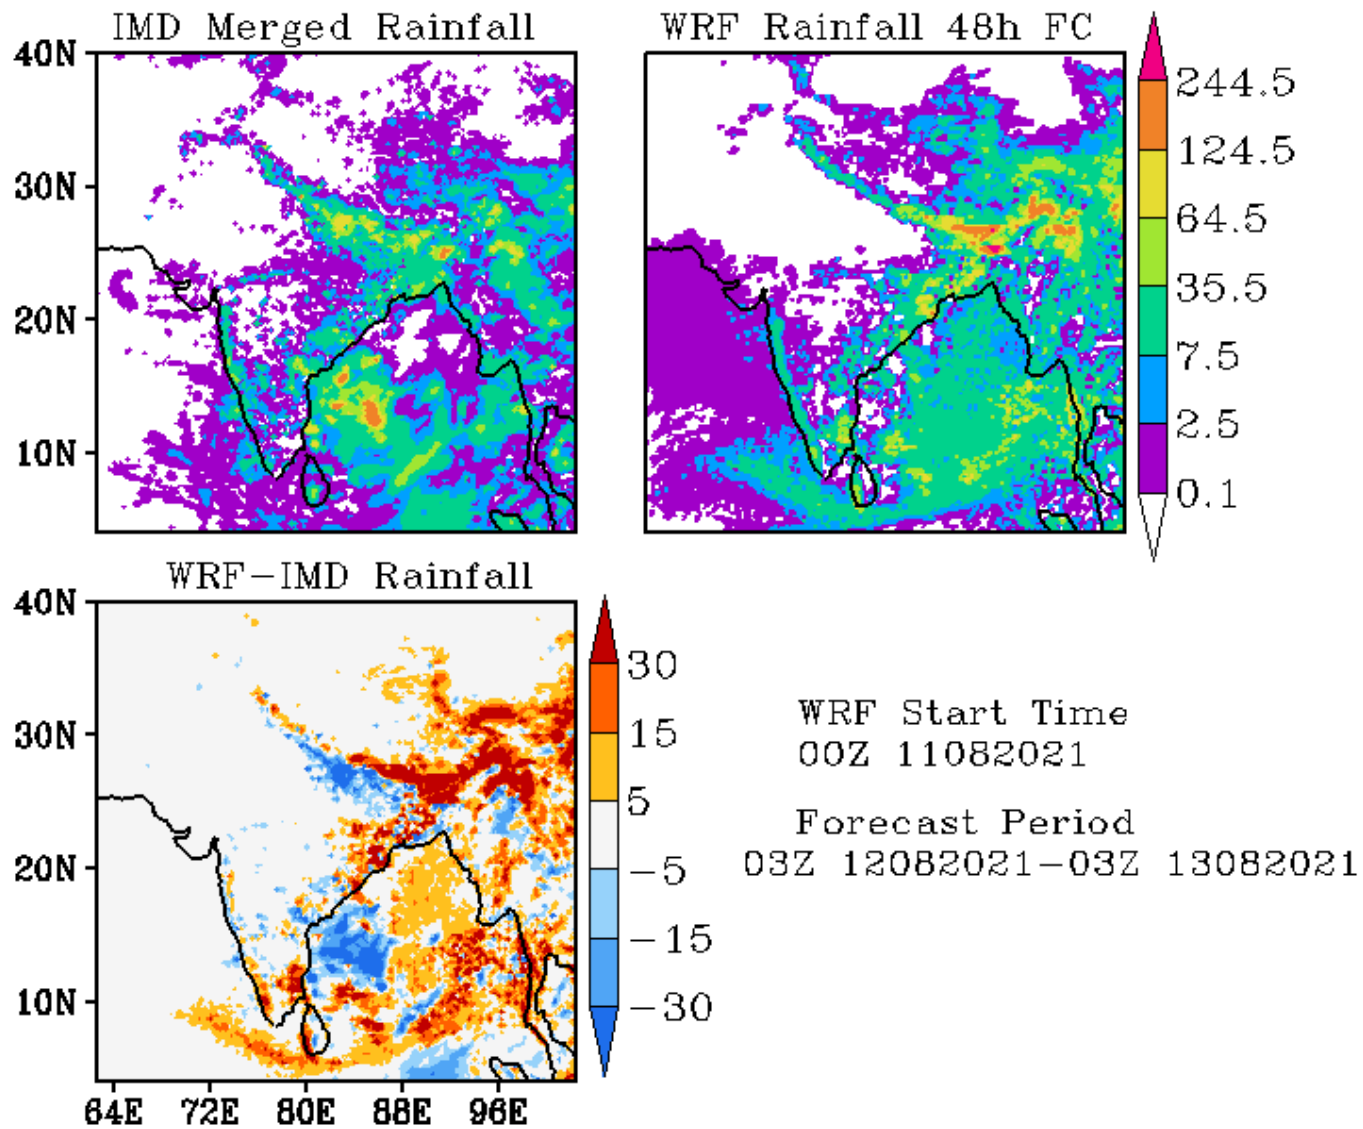 IMD Merged Rainfall
WRF Rainfall 48h FC
40N
30N
20N
10N
244.5
124.5
64.5
35.5
7.5
2.5
0.1
WRF-IMD Rainfall
40N
30N
20N
10N
64E 72E 80E 88E 96E
30
15
5
-5
-15
-30
WRF Start Time
00Z 11082021
Forecast Period
03Z 12082021-03Z 13082021